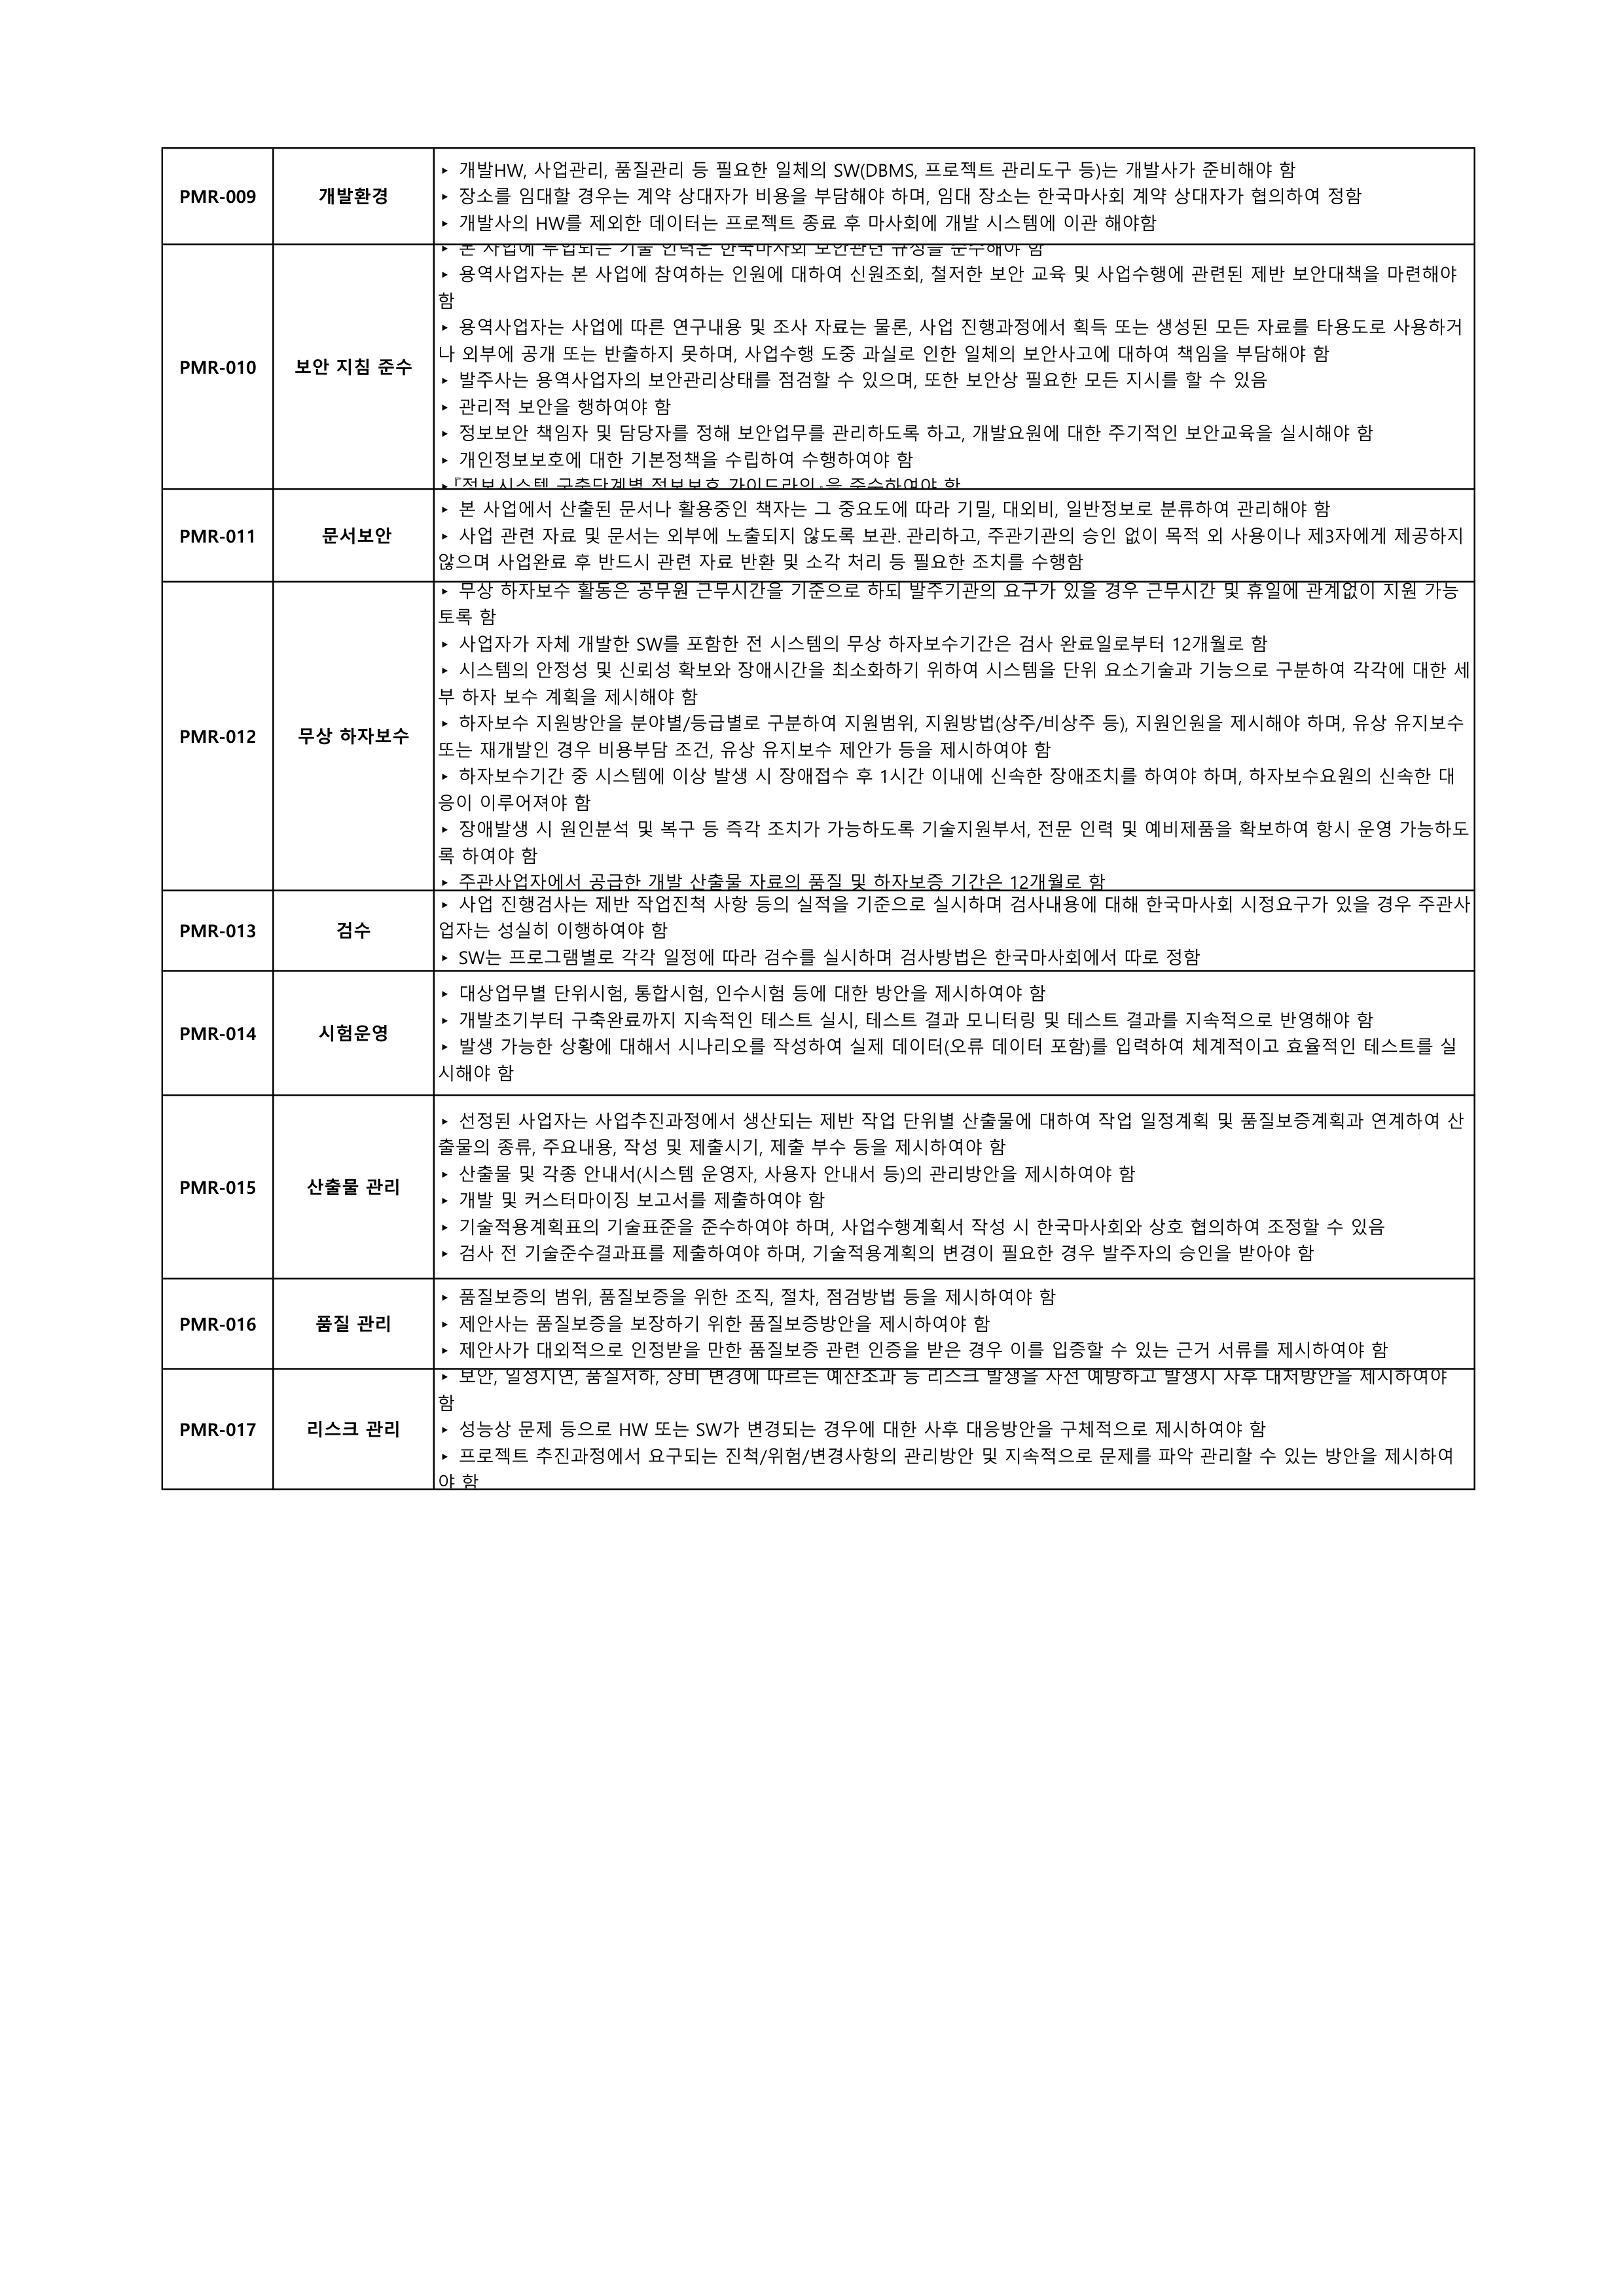 PMR-009
개발환경
▸ 개발HW, 사업관리, 품질관리 등 필요한 일체의 SW(DBMS, 프로젝트 관리도구 등)는 개발사가 준비해야 함
▸ 장소를 임대할 경우는 계약 상대자가 비용을 부담해야 하며, 임대 장소는 한국마사회 계약 상대자가 협의하여 정함
▸ 개발사의 HW를 제외한 데이터는 프로젝트 종료 후 마사회에 개발 시스템에 이관 해야함
PMR-010
보안 지침 준수
▸ 본 사업에 투입되는 기술 인력은 한국마사회 보안관련 규정을 준수해야 함
▸ 용역사업자는 본 사업에 참여하는 인원에 대하여 신원조회, 철저한 보안 교육 및 사업수행에 관련된 제반 보안대책을 마련해야
함
▸ 용역사업자는 사업에 따른 연구내용 및 조사 자료는 물론, 사업 진행과정에서 획득 또는 생성된 모든 자료를 타용도로 사용하거
나 외부에 공개 또는 반출하지 못하며, 사업수행 도중 과실로 인한 일체의 보안사고에 대하여 책임을 부담해야 함
▸ 발주사는 용역사업자의 보안관리상태를 점검할 수 있으며, 또한 보안상 필요한 모든 지시를 할 수 있음
▸ 관리적 보안을 행하여야 함
▸ 정보보안 책임자 및 담당자를 정해 보안업무를 관리하도록 하고, 개발요원에 대한 주기적인 보안교육을 실시해야 함
▸ 개인정보보호에 대한 기본정책을 수립하여 수행하여야 함
▸『정보시스템 구축단계별 정보보호 가이드라인』을 준수하여야 함
PMR-011
문서보안
▸ 본 사업에서 산출된 문서나 활용중인 책자는 그 중요도에 따라 기밀, 대외비, 일반정보로 분류하여 관리해야 함
▸ 사업 관련 자료 및 문서는 외부에 노출되지 않도록 보관. 관리하고, 주관기관의 승인 없이 목적 외 사용이나 제3자에게 제공하지
않으며 사업완료 후 반드시 관련 자료 반환 및 소각 처리 등 필요한 조치를 수행함
PMR-012
무상 하자보수
▸ 무상 하자보수 활동은 공무원 근무시간을 기준으로 하되 발주기관의 요구가 있을 경우 근무시간 및 휴일에 관계없이 지원 가능
토록 함
▸ 사업자가 자체 개발한 SW를 포함한 전 시스템의 무상 하자보수기간은 검사 완료일로부터 12개월로 함
▸ 시스템의 안정성 및 신뢰성 확보와 장애시간을 최소화하기 위하여 시스템을 단위 요소기술과 기능으로 구분하여 각각에 대한 세
부 하자 보수 계획을 제시해야 함
▸ 하자보수 지원방안을 분야별/등급별로 구분하여 지원범위, 지원방법(상주/비상주 등), 지원인원을 제시해야 하며, 유상 유지보수
또는 재개발인 경우 비용부담 조건, 유상 유지보수 제안가 등을 제시하여야 함
▸ 하자보수기간 중 시스템에 이상 발생 시 장애접수 후 1시간 이내에 신속한 장애조치를 하여야 하며, 하자보수요원의 신속한 대
응이 이루어져야 함
▸ 장애발생 시 원인분석 및 복구 등 즉각 조치가 가능하도록 기술지원부서, 전문 인력 및 예비제품을 확보하여 항시 운영 가능하도
록 하여야 함
▸ 주관사업자에서 공급한 개발 산출물 자료의 품질 및 하자보증 기간은 12개월로 함
PMR-013
검수
▸ 사업 진행검사는 제반 작업진척 사항 등의 실적을 기준으로 실시하며 검사내용에 대해 한국마사회 시정요구가 있을 경우 주관사
업자는 성실히 이행하여야 함
▸ SW는 프로그램별로 각각 일정에 따라 검수를 실시하며 검사방법은 한국마사회에서 따로 정함
PMR-014
시험운영
▸ 대상업무별 단위시험, 통합시험, 인수시험 등에 대한 방안을 제시하여야 함
▸ 개발초기부터 구축완료까지 지속적인 테스트 실시, 테스트 결과 모니터링 및 테스트 결과를 지속적으로 반영해야 함
▸ 발생 가능한 상황에 대해서 시나리오를 작성하여 실제 데이터(오류 데이터 포함)를 입력하여 체계적이고 효율적인 테스트를 실
시해야 함
PMR-015
산출물 관리
▸ 선정된 사업자는 사업추진과정에서 생산되는 제반 작업 단위별 산출물에 대하여 작업 일정계획 및 품질보증계획과 연계하여 산
출물의 종류, 주요내용, 작성 및 제출시기, 제출 부수 등을 제시하여야 함
▸ 산출물 및 각종 안내서(시스템 운영자, 사용자 안내서 등)의 관리방안을 제시하여야 함
▸ 개발 및 커스터마이징 보고서를 제출하여야 함
▸ 기술적용계획표의 기술표준을 준수하여야 하며, 사업수행계획서 작성 시 한국마사회와 상호 협의하여 조정할 수 있음
▸ 검사 전 기술준수결과표를 제출하여야 하며, 기술적용계획의 변경이 필요한 경우 발주자의 승인을 받아야 함
PMR-016
품질 관리
▸ 품질보증의 범위, 품질보증을 위한 조직, 절차, 점검방법 등을 제시하여야 함
▸ 제안사는 품질보증을 보장하기 위한 품질보증방안을 제시하여야 함
▸ 제안사가 대외적으로 인정받을 만한 품질보증 관련 인증을 받은 경우 이를 입증할 수 있는 근거 서류를 제시하여야 함
PMR-017
리스크 관리
▸ 보안, 일정지연, 품질저하, 장비 변경에 따르는 예산초과 등 리스크 발생을 사전 예방하고 발생시 사후 대처방안을 제시하여야
함
▸ 성능상 문제 등으로 HW 또는 SW가 변경되는 경우에 대한 사후 대응방안을 구체적으로 제시하여야 함
▸ 프로젝트 추진과정에서 요구되는 진척/위험/변경사항의 관리방안 및 지속적으로 문제를 파악 관리할 수 있는 방안을 제시하여
야 함